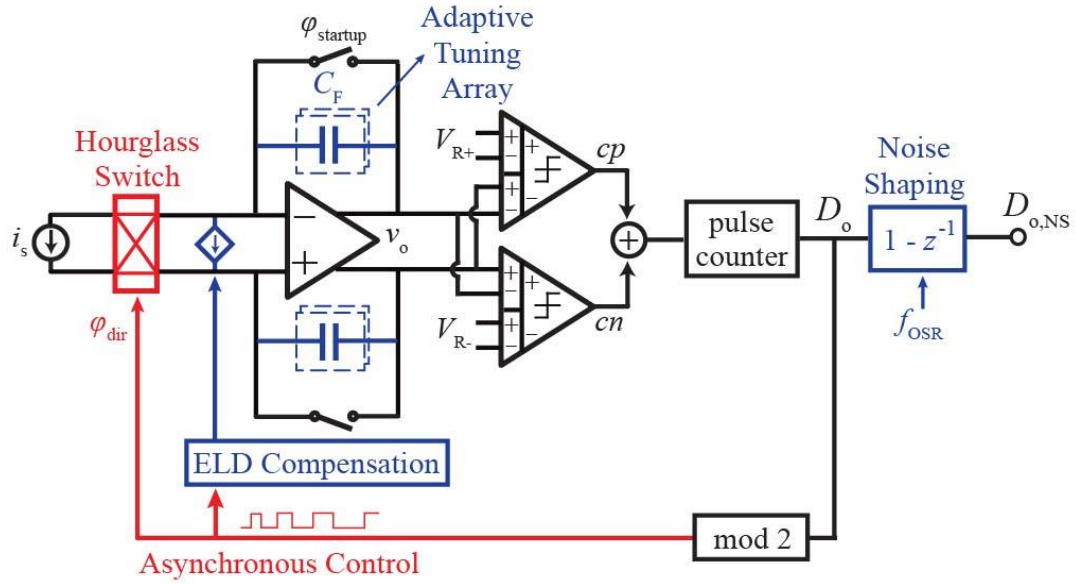 φstartup
Adaptive
Tuning
Array
CF
Hourglass
Switch
VR+
+
−
+
−
+
−
cp
Noise
Shaping
is
−
+
vo
+
pulse
counter
Do
1 - z⁻¹
Do,NS
+
−
+
−
+
−
cn
VR-
φdir
fOSR
ELD Compensation
mod 2
Asynchronous Control